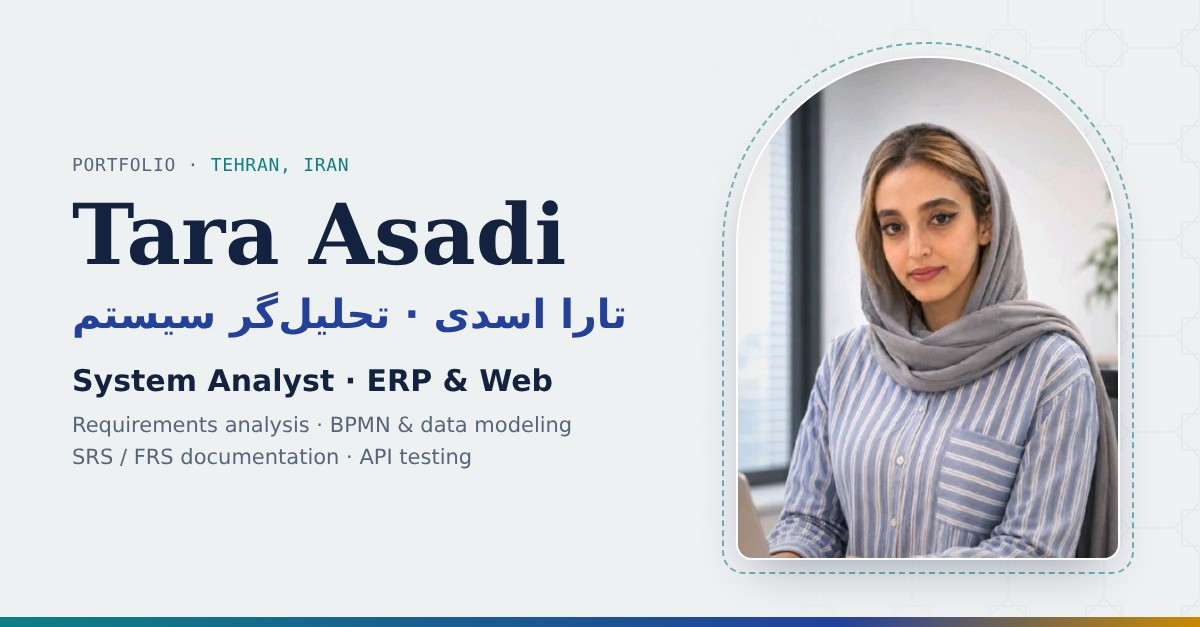 PORTFOLIO · TEHRAN, IRAN
Tara Asadi
تارا اسدی · تحلیل‌گر سیستم
System Analyst · ERP & Web
Requirements analysis · BPMN & data modeling
SRS / FRS documentation · API testing